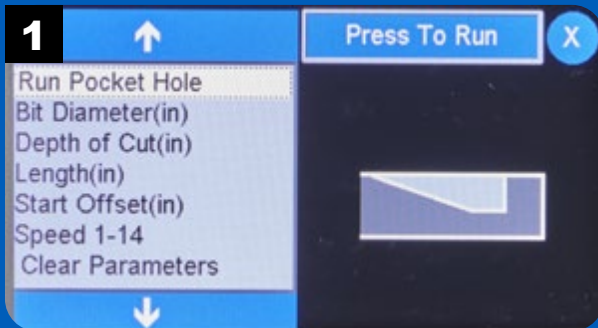 1
Press To Run
X
Run Pocket Hole
Bit Diameter(in)
Depth of Cut(in)
Length(in)
Start Offset(in)
Speed 1-14
Clear Parameters